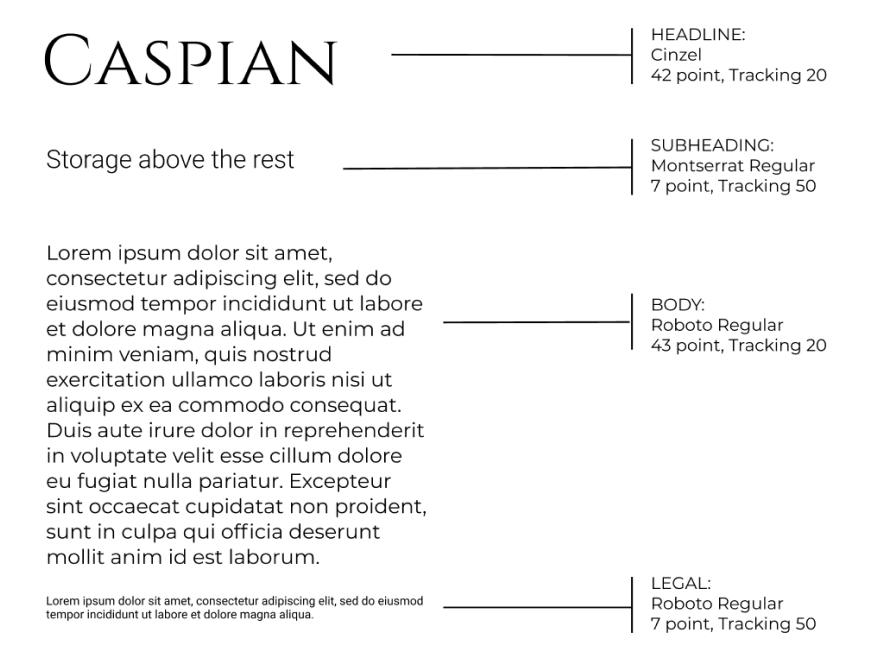 CASPIAN
HEADLINE:
Cinzel
42 point, Tracking 20
Storage above the rest
SUBHEADING:
Montserrat Regular
7 point, Tracking 50
Lorem ipsum dolor sit amet,
consectetur adipiscing elit, sed do
eiusmod tempor incididunt ut labore
et dolore magna aliqua. Ut enim ad
minim veniam, quis nostrud
exercitation ullamco laboris nisi ut
aliquip ex ea commodo consequat.
Duis aute irure dolor in reprehenderit
in voluptate velit esse cillum dolore
eu fugiat nulla pariatur. Excepteur
sint occaecat cupidatat non proident,
sunt in culpa qui officia deserunt
mollit anim id est laborum.
BODY:
Roboto Regular
43 point, Tracking 20
Lorem ipsum dolor sit amet, consectetur adipiscing elit, sed do eiusmod
tempor incididunt ut labore et dolore magna aliqua.
LEGAL:
Roboto Regular
7 point, Tracking 50